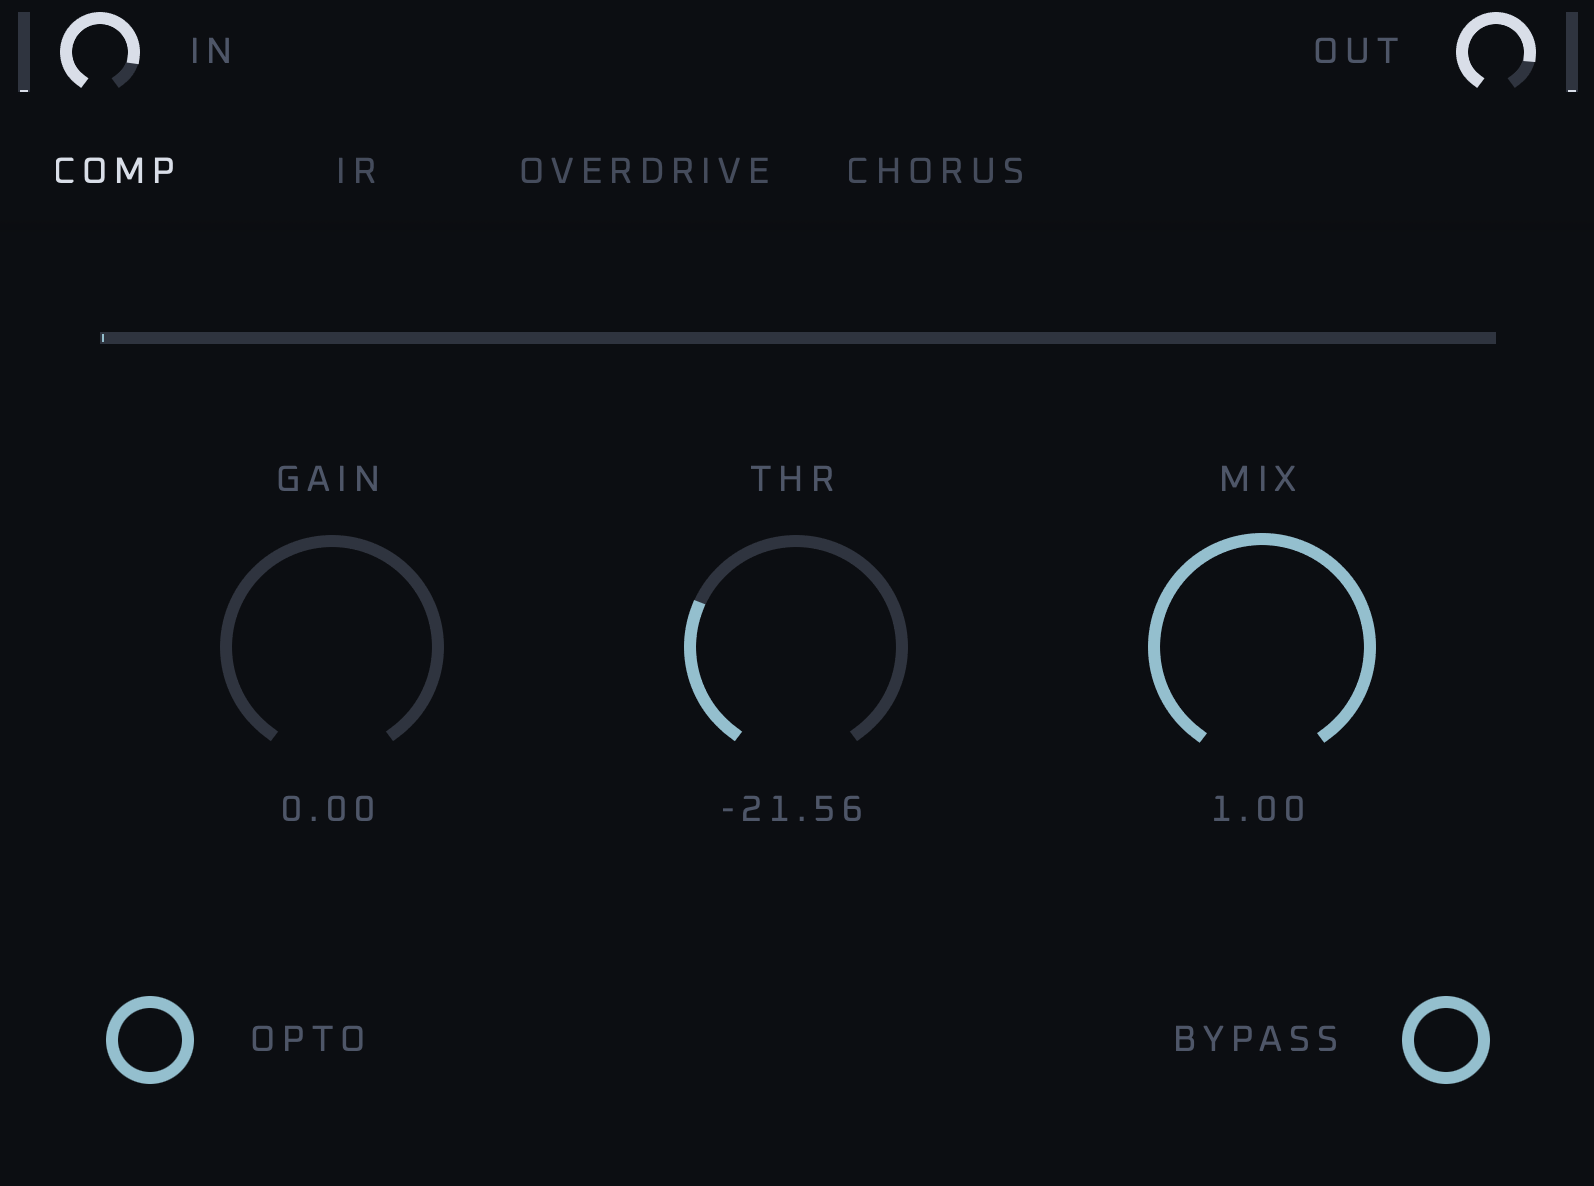 IN OUT
COMP IR OVERDRIVE CHORUS
GAIN THR MIX
0.00 -21.56 1.00
OPTO BYPASS